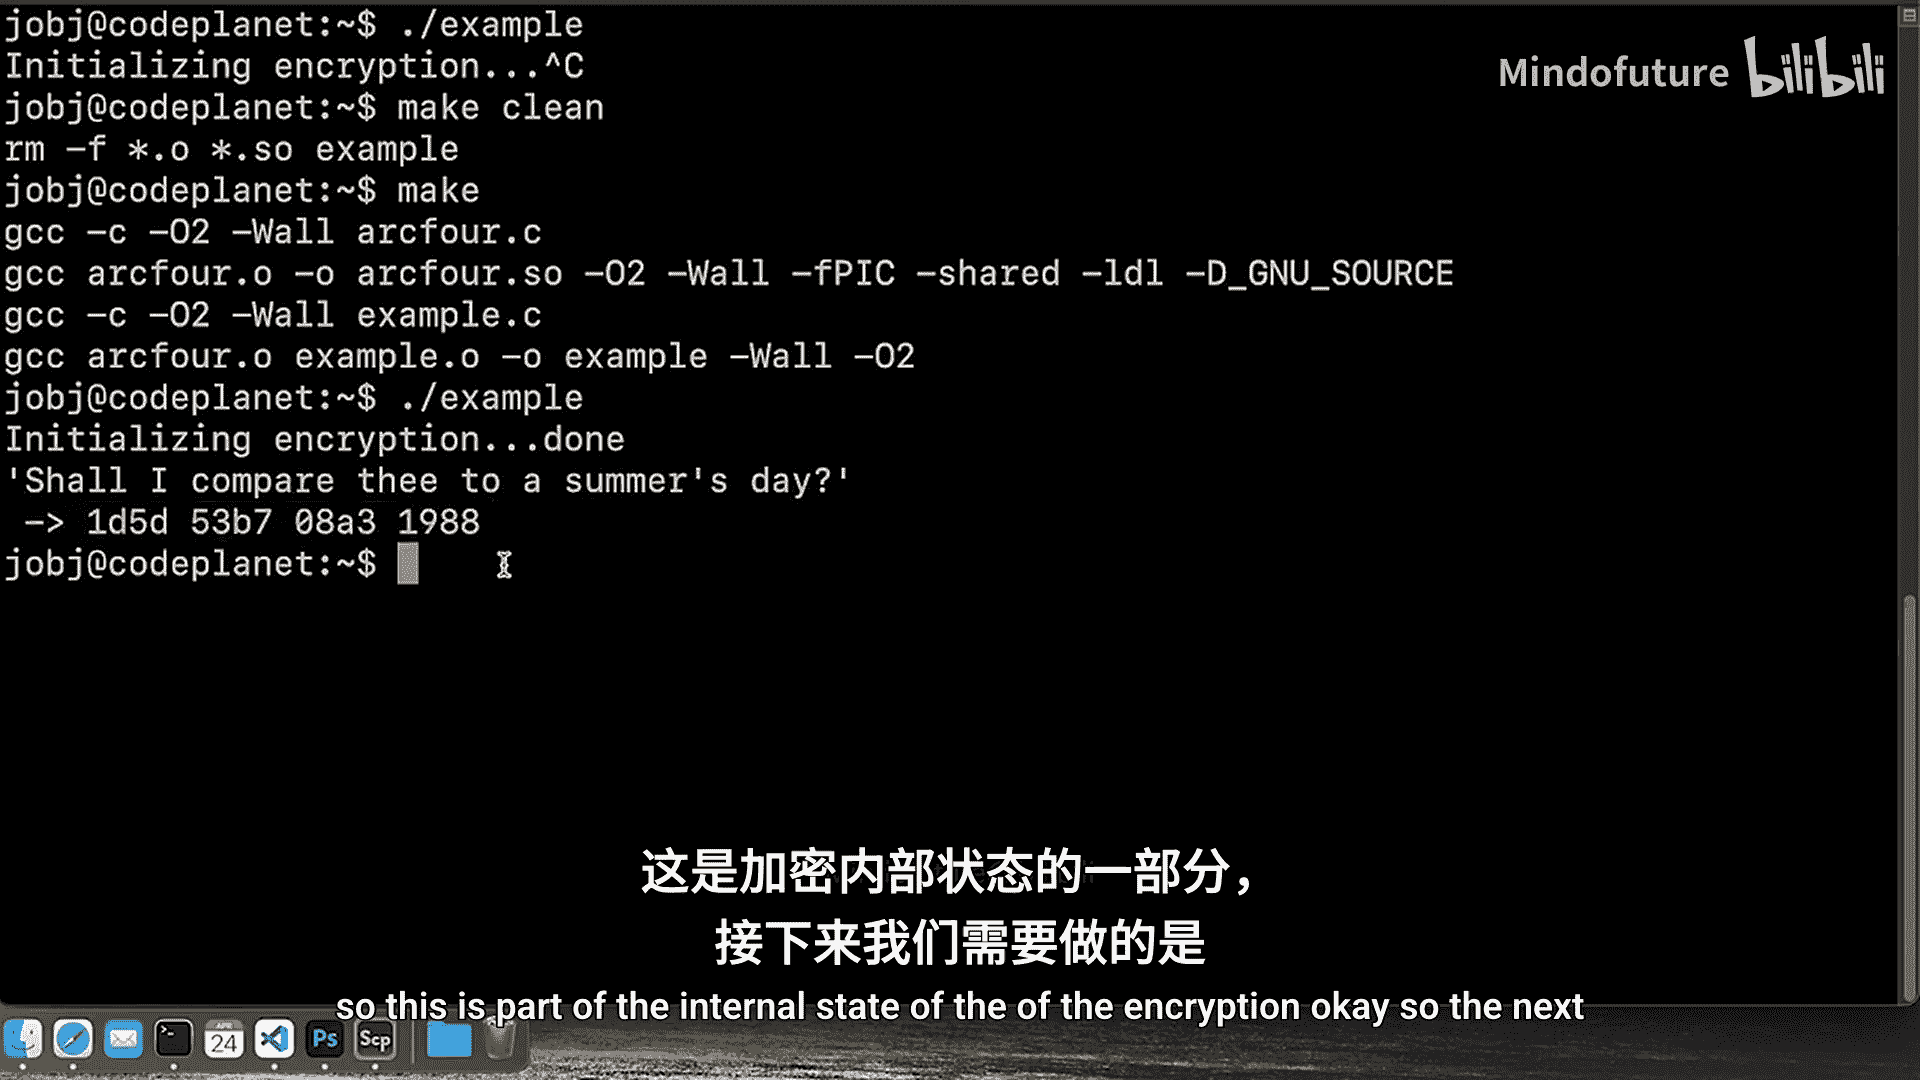 jobj@codeplanet:~$ ./example
Initializing encryption...^C
jobj@codeplanet:~$ make clean
rm -f *.o *.so example
jobj@codeplanet:~$ make
gcc -c -O2 -Wall arcfour.c
gcc arcfour.o -o arcfour.so -O2 -Wall -fPIC -shared -ldl -D_GNU_SOURCE
gcc -c -O2 -Wall example.c
gcc arcfour.o example.o -o example -Wall -O2
jobj@codeplanet:~$ ./example
Initializing encryption...done
'Shall I compare thee to a summer's day?'
 -> 1d5d 53b7 08a3 1988
jobj@codeplanet:~$
Mindofuture bilibili
这是加密内部状态的一部分，
接下来我们需要做的是
so this is part of the internal state of the of the encryption okay so the next
APR
24
Ps
Scp